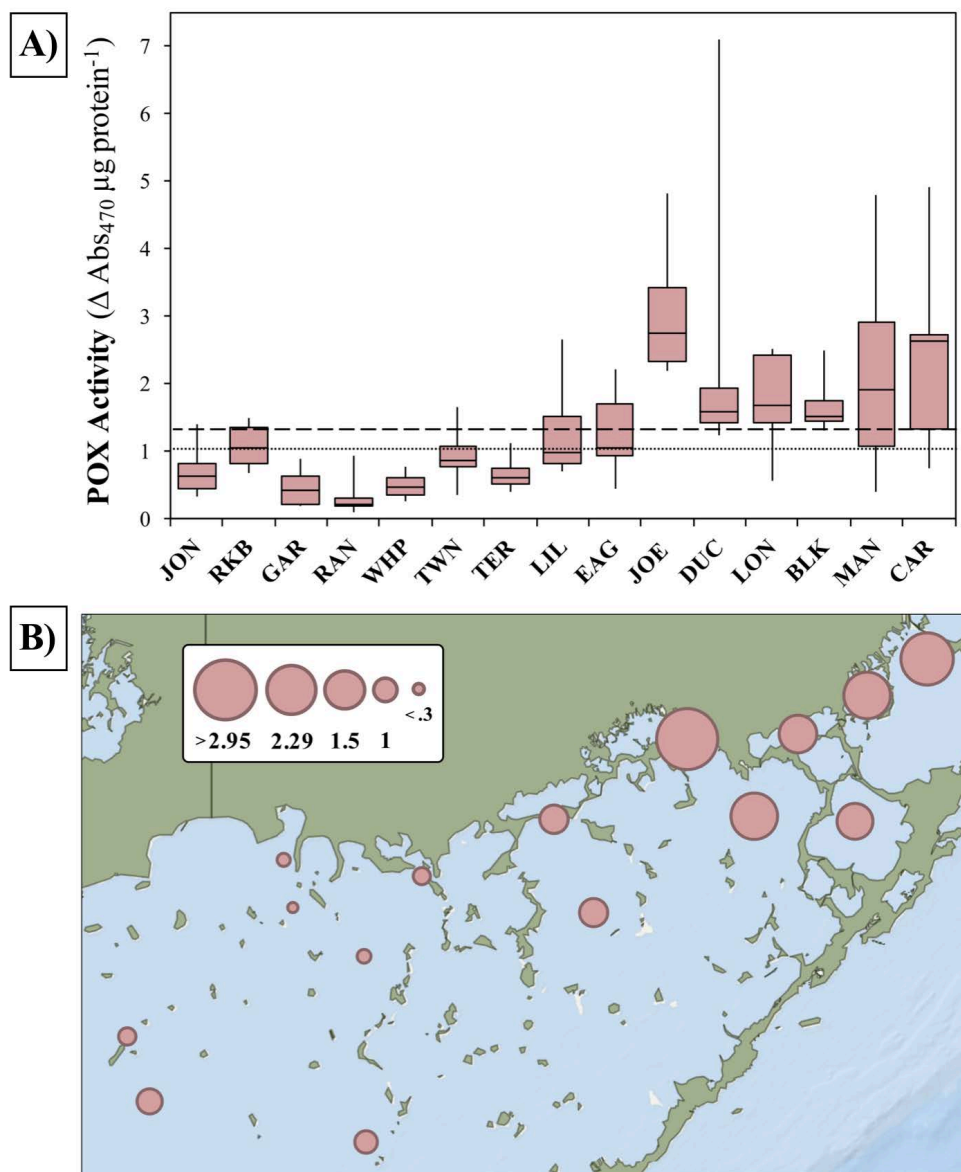 A)
POX Activity (Δ Abs₄₇₀ µg protein⁻¹)
7
6
5
4
3
2
1
0
JON RKB GAR RAN WHP TWN TER LIL EAG JOE DUC LON BLK MAN CAR
B)
>2.95 2.29 1.5 1 <.3